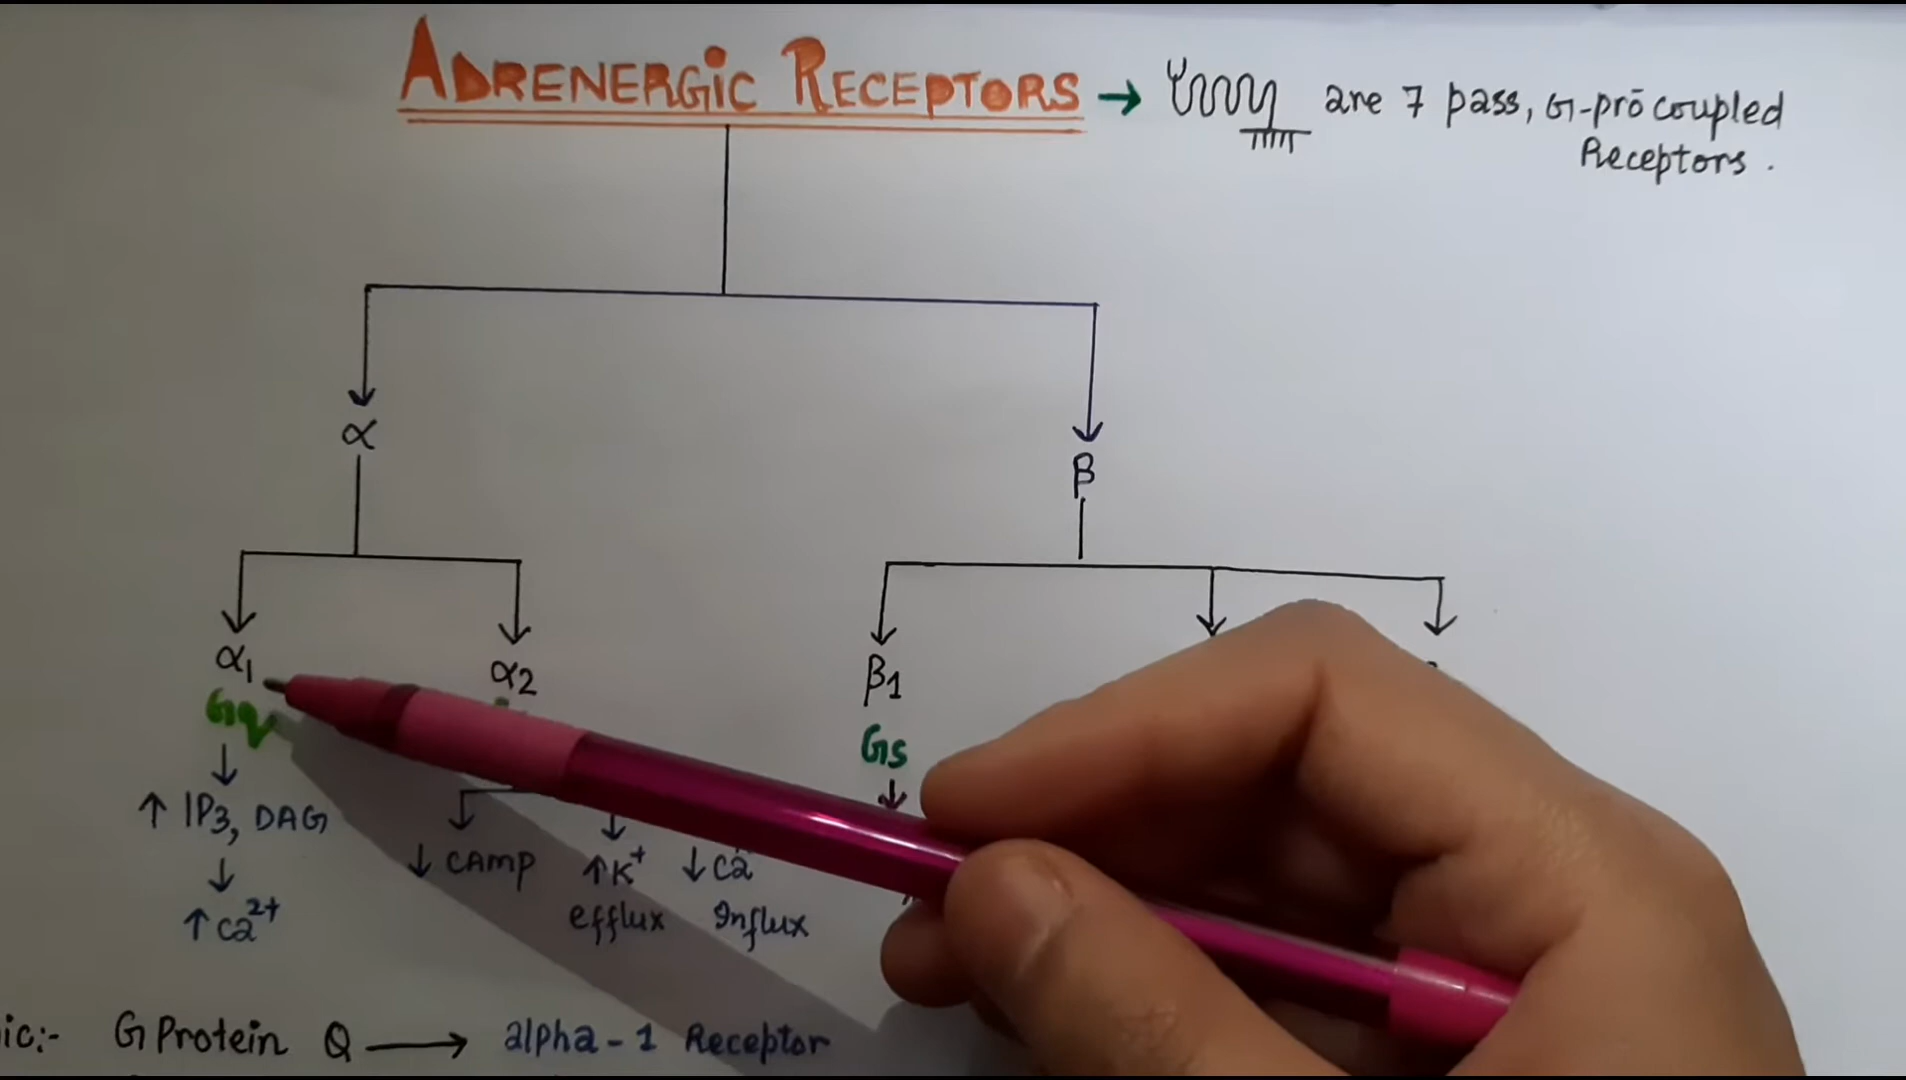 ADRENERGIC RECEPTORS → are 7 pass, G-prō coupled
Receptors.
α
β
α1
α2
β1
Gq
Gs
↑ IP3, DAG
↓ CAMP
↑K+
efflux
↓ Ca
Influx
↑ Ca2+
ic:- G Protein Q → alpha-1 Receptor